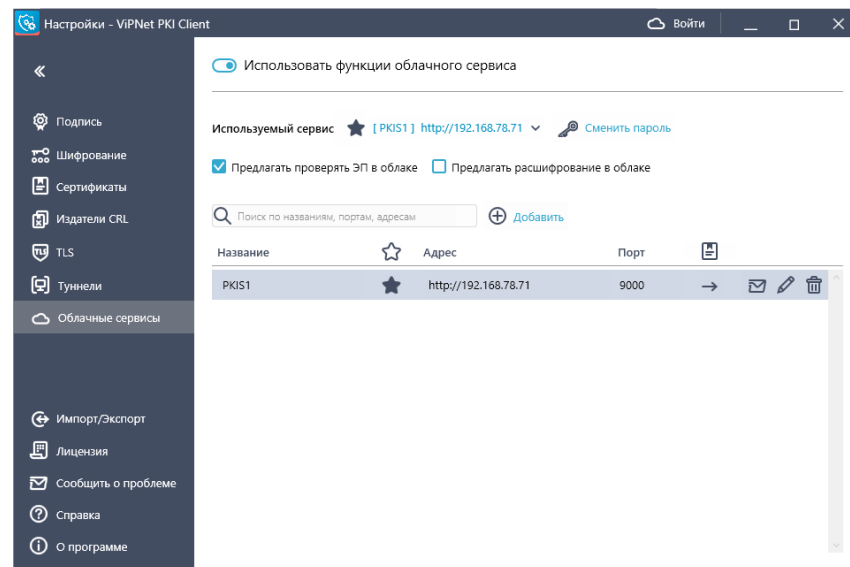 Настройки - ViPNet PKI Client
Войти
Использовать функции облачного сервиса
Подпись
Шифрование
Сертификаты
Издатели CRL
TLS
Туннели
Облачные сервисы
Импорт/Экспорт
Лицензия
Сообщить о проблеме
Справка
О программе
Используемый сервис [ PKIS1 ] http://192.168.78.71 Сменить пароль
Предлагать проверять ЭП в облаке Предлагать расшифрование в облаке
Поиск по названиям, портам, адресам Добавить
Название Адрес Порт
PKIS1 http://192.168.78.71 9000